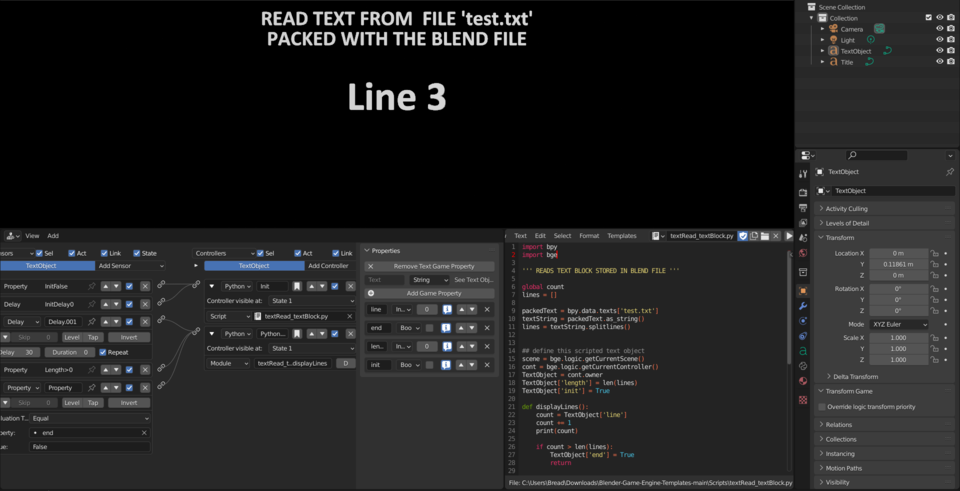 READ TEXT FROM  FILE 'test.txt'
PACKED WITH THE BLEND FILE
Line 3
Scene Collection
Collection
Camera
Light
TextObject
Title
TextObject
TextObject
Activity Culling
Levels of Detail
Transform
Location X 0 m
Y 0.11861 m
Z 0 m
Rotation X 0°
Y 0°
Z 0°
Mode XYZ Euler
Scale X 1.000
Y 1.000
Z 1.000
Delta Transform
Transform Game
Override logic transform priority
Relations
Collections
Instancing
Motion Paths
Visibility
View Add
Sel Act Link State
TextObject Add Sensor
Property InitFalse
Delay InitDelay0
Delay Delay.001
Skip 0 Level Tap Invert
elay 30 Duration 0 Repeat
Property Length>0
Property Property
Skip 0 Level Tap Invert
luation T... Equal
perty: end
ue: False
Controllers Sel Link
TextObject Add Controller
Python Init
Controller visible at: State 1
Script textRead_textBlock.py
Python Python...
Controller visible at: State 1
Module textRead_t..displayLines D
Properties
Remove Text Game Property
Text String See Text Obj...
Add Game Property
line In... 0
end Boo
len... In... 0
init Boo
Text Edit Select Format Templates textRead_textBlock.py
1 import bpy
2 import bge
3
4 ''' READS TEXT BLOCK STORED IN BLEND FILE '''
5
6 global count
7 lines = []
8
9 packedText = bpy.data.texts['test.txt']
10 textString = packedText.as_string()
11 lines = textString.splitlines()
12
13
14 ## define this scripted text object
15 scene = bge.logic.getCurrentScene()
16 cont = bge.logic.getCurrentController()
17 TextObject = cont.owner
18 TextObject['length'] = len(lines)
19 TextObject['init'] = True
20
21 def displayLines():
22 count = TextObject['line']
23 count += 1
24 print(count)
25
26 if count > len(lines):
27 TextObject['end'] = True
28 return
29
File: C:\Users\Bread\Downloads\Blender-Game-Engine-Templates-main\Scripts\textRead_textBlock.py